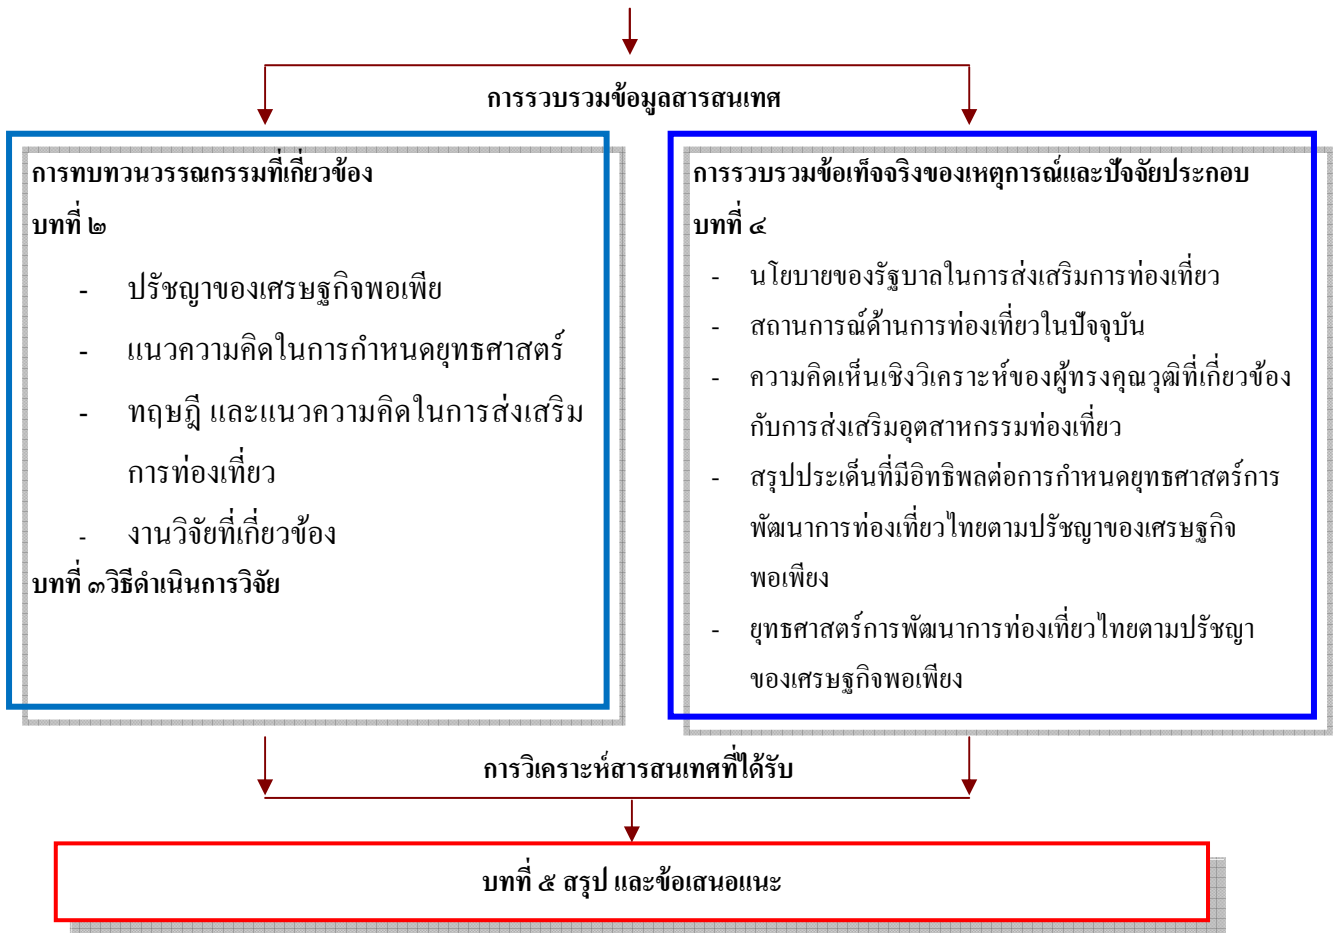 การรวบรวมข้อมูลสารสนเทศ
การทบทวนวรรณกรรมที่เกี่ยวข้อง
บทที่ ๒
- ปรัชญาของเศรษฐกิจพอเพีย
- แนวความคิดในการกำหนดยุทธศาสตร์
- ทฤษฎี และแนวความคิดในการส่งเสริม
การท่องเที่ยว
- งานวิจัยที่เกี่ยวข้อง
บทที่ ๓วิธีดำเนินการวิจัย
การรวบรวมข้อเท็จจริงของเหตุการณ์และปัจจัยประกอบ
บทที่ ๔
- นโยบายของรัฐบาลในการส่งเสริมการท่องเที่ยว
- สถานการณ์ด้านการท่องเที่ยวในปัจจุบัน
- ความคิดเห็นเชิงวิเคราะห์ของผู้ทรงคุณวุฒิที่เกี่ยวข้อง
กับการส่งเสริมอุตสาหกรรมท่องเที่ยว
- สรุปประเด็นที่มีอิทธิพลต่อการกำหนดยุทธศาสตร์การ
พัฒนาการท่องเที่ยวไทยตามปรัชญาของเศรษฐกิจ
พอเพียง
- ยุทธศาสตร์การพัฒนาการท่องเที่ยวไทยตามปรัชญา
ของเศรษฐกิจพอเพียง
การวิเคราะห์สารสนเทศที่ได้รับ
บทที่ ๕ สรุป และข้อเสนอแนะ